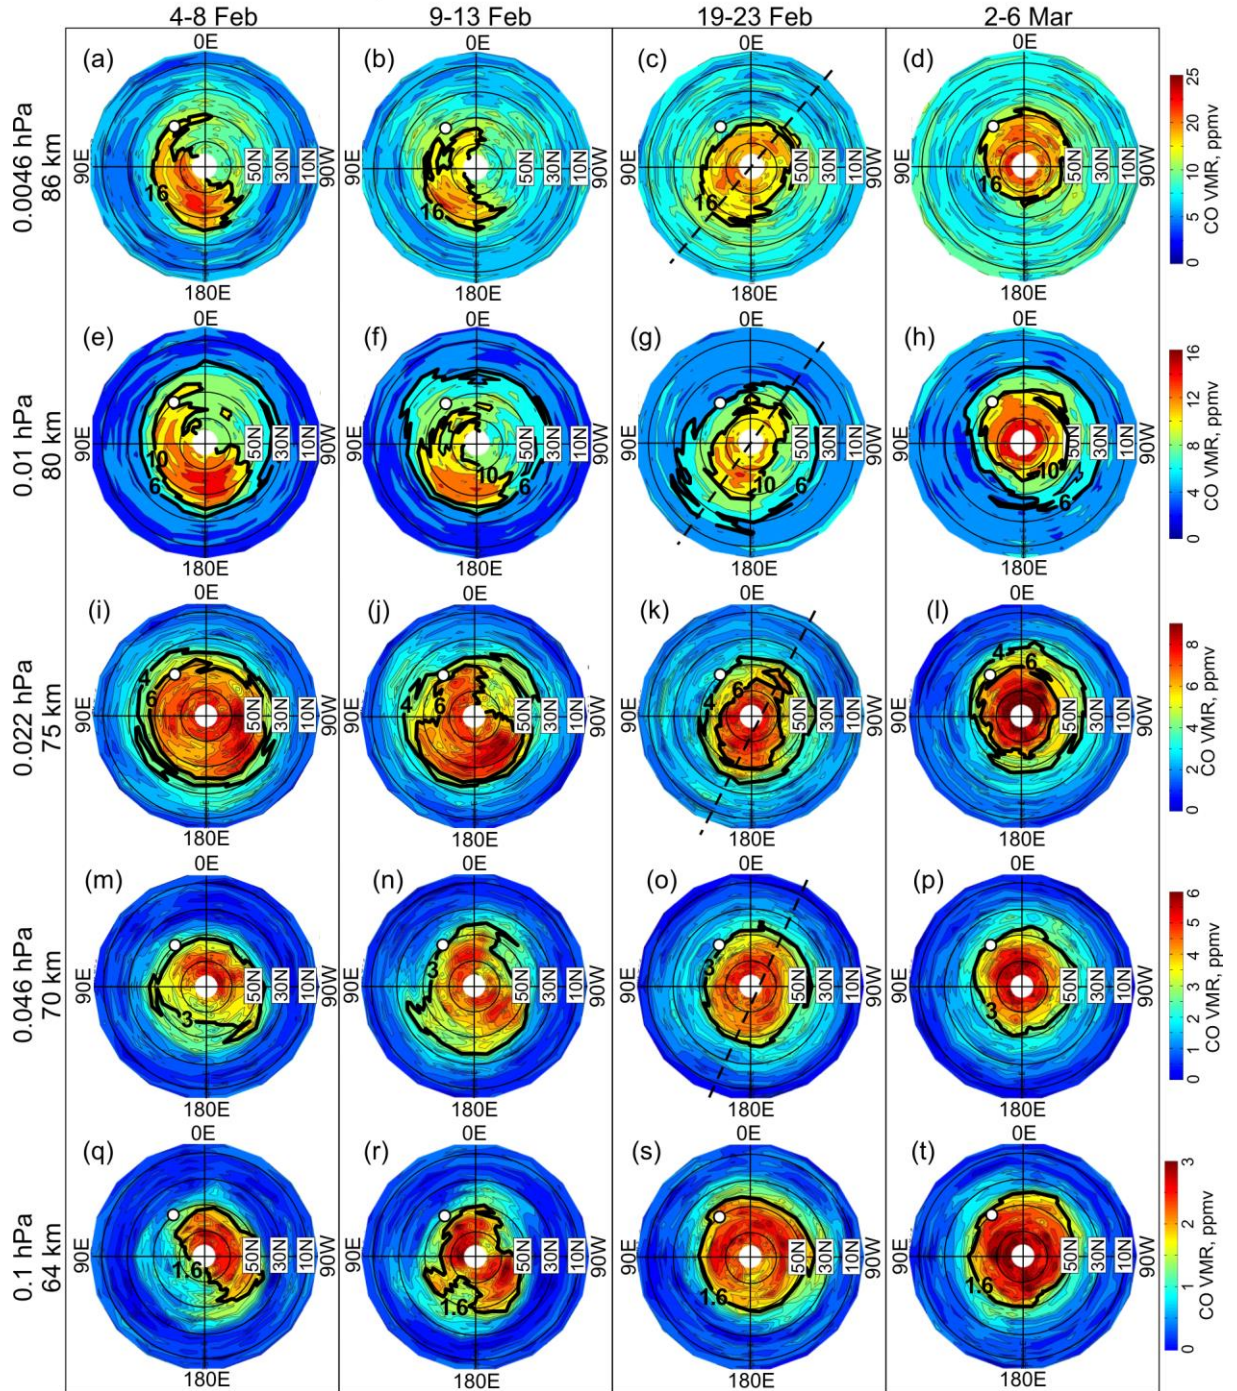 4-8 Feb 9-13 Feb 19-23 Feb 2-6 Mar
0.0046 hPa
86 km
(a) 0E 90E 16 50N 30N 10N 90W 180E
(b) 0E 16 50N 30N 10N 180E
(c) 0E 16 50N 30N 10N 180E
(d) 0E 16 50N 30N 10N 90W 180E
25 20 15 10 5 0
CO VMR, ppmv
0.01 hPa
80 km
(e) 0E 90E 10 6 50N 30N 10N 90W 180E
(f) 0E 90E 10 6 50N 30N 10N 90W 180E
(g) 0E 90E 10 6 50N 30N 10N 90W 180E
(h) 0E 90E 10 6 50N 30N 10N 90W 180E
16 14 12 10 8 6 4 2 0
CO VMR, ppmv
0.022 hPa
75 km
(i) 0E 90E 4 6 50N 30N 10N 90W 180E
(j) 0E 90E 4 6 50N 30N 10N 90W 180E
(k) 0E 90E 4 6 50N 30N 10N 90W 180E
(l) 0E 90E 4 6 50N 30N 10N 90W 180E
8 6 4 2 0
CO VMR, ppmv
0.046 hPa
70 km
(m) 0E 90E 3 50N 30N 10N 90W 180E
(n) 0E 90E 3 50N 30N 10N 90W 180E
(o) 0E 90E 3 50N 30N 10N 90W 180E
(p) 0E 90E 3 50N 30N 10N 90W 180E
6 5 4 3 2 1 0
CO VMR, ppmv
0.1 hPa
64 km
(q) 0E 90E 1.6 50N 30N 10N 90W 180E
(r) 0E 90E 1.6 50N 30N 10N 90W 180E
(s) 0E 90E 1.6 50N 30N 10N 90W 180E
(t) 0E 90E 1.6 50N 30N 10N 90W 180E
3 2 1 0
CO VMR, ppmv